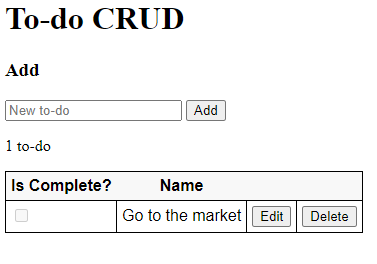 To-do CRUD
Add
New to-do Add
1 to-do
Is Complete? Name
Go to the market Edit Delete